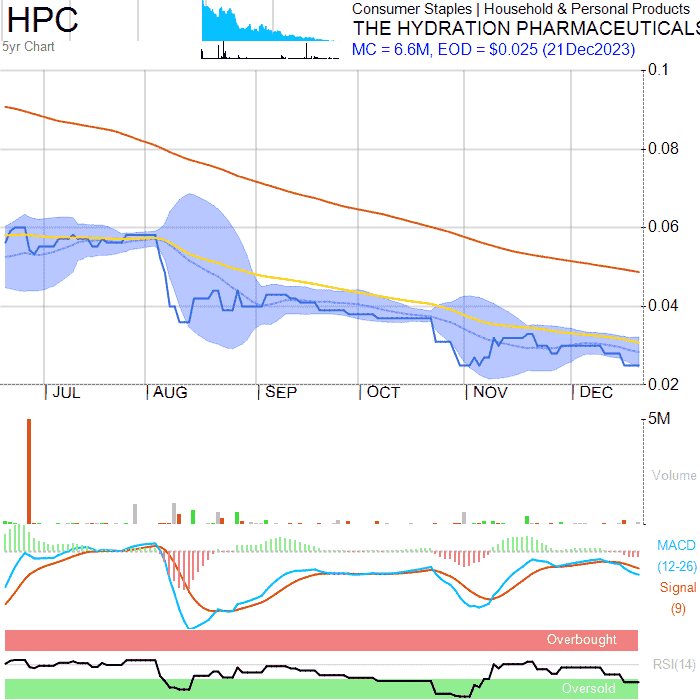 HPC
5yr Chart
Consumer Staples | Household & Personal Products
THE HYDRATION PHARMACEUTICALS
MC = 6.6M, EOD = $0.025 (21Dec2023)
0.1
0.08
0.06
0.04
0.02
JUL AUG SEP OCT NOV DEC
5M
Volume
MACD
(12-26)
Signal
(9)
Overbought
RSI(14)
Oversold